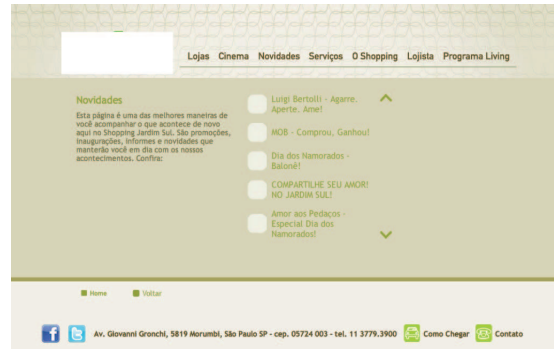 Lojas Cinema Novidades Serviços O Shopping Lojista Programa Living
Novidades
Esta página é uma das melhores maneiras de
você acompanhar o que acontece de novo
aqui no Shopping Jardim Sul. São promoções,
inaugurações, informes e novidades que
manterão você em dia com os nossos
acontecimentos. Confira:
Luigi Bertolli - Agarre.
Aperte. Ame!
MOB - Comprou, Ganhou!
Dia dos Namorados -
Balonê!
COMPARTILHE SEU AMOR!
NO JARDIM SUL!
Amor aos Pedaços -
Especial Dia dos
Namorados!
Home Voltar
Av. Giovanni Gronchi, 5819 Morumbi, São Paulo SP - cep. 05724 003 - tel. 11 3779.3900 Como Chegar Contato